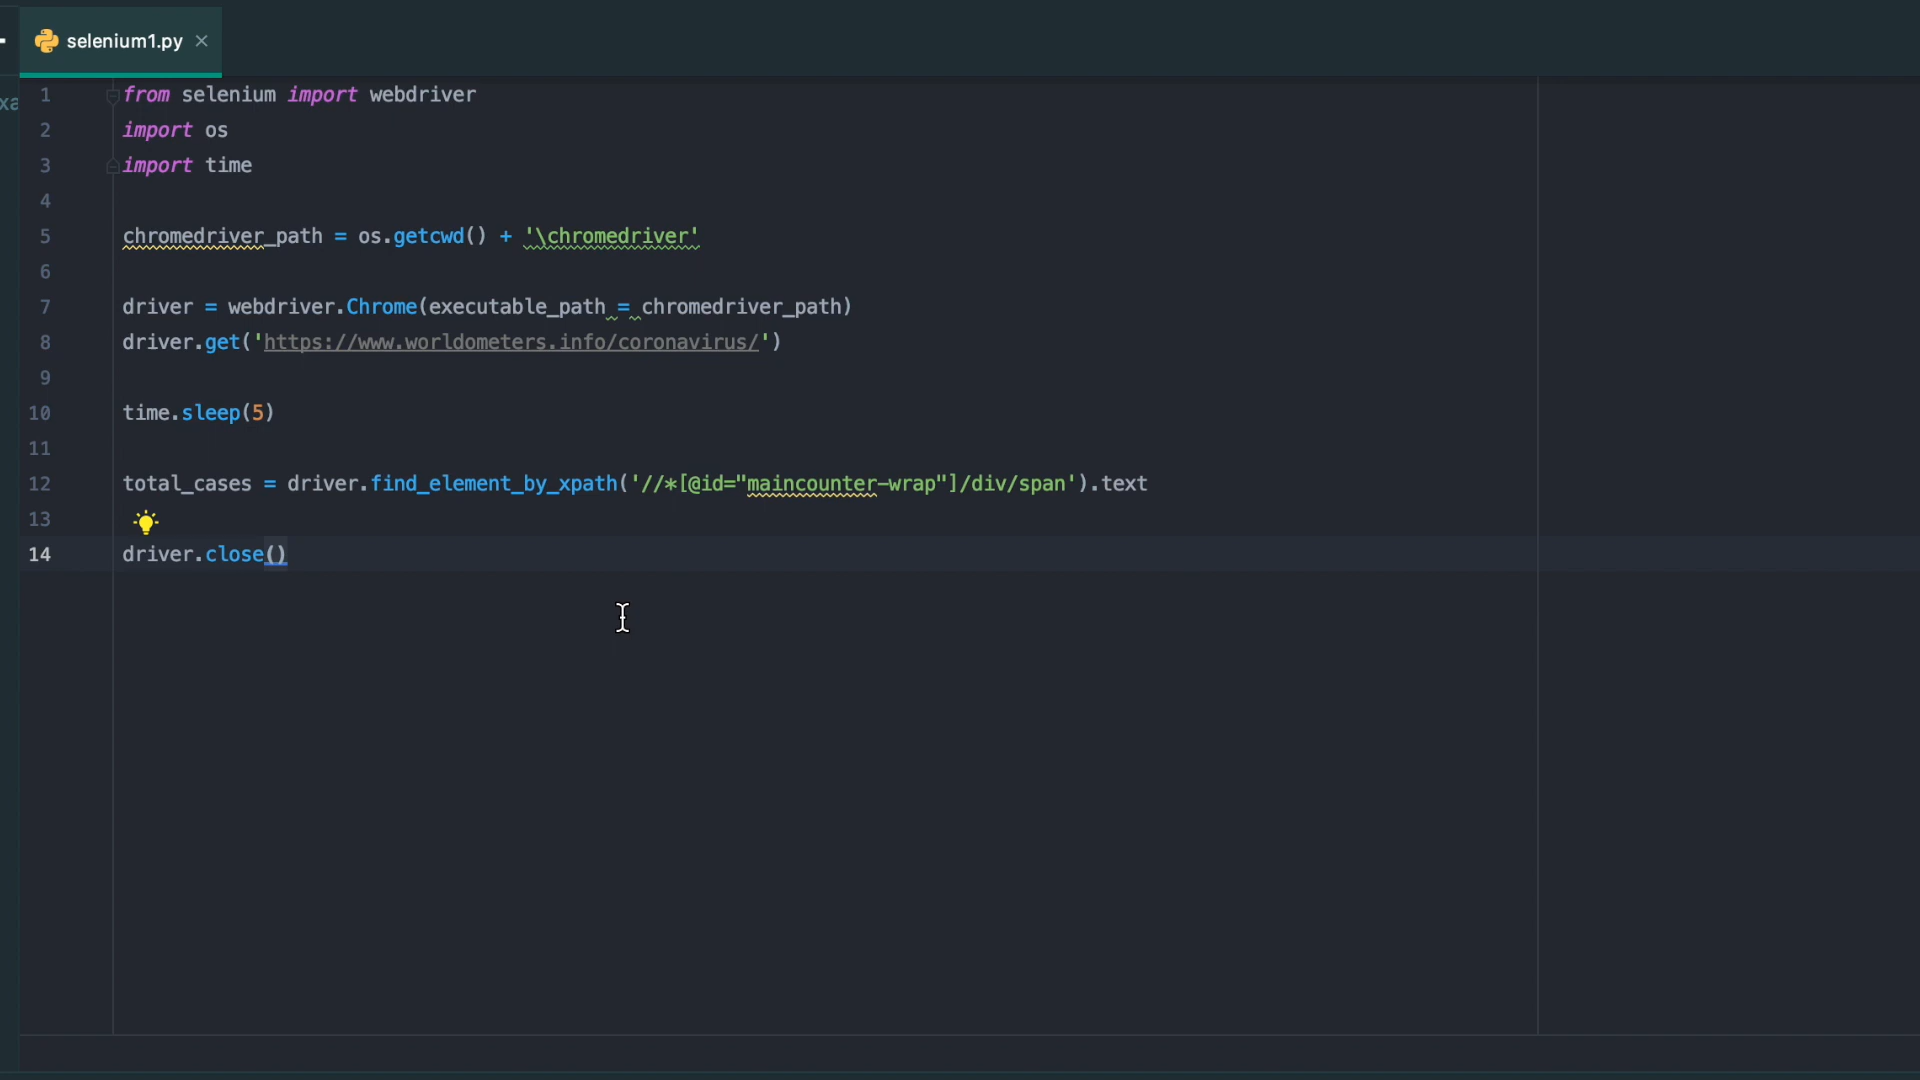 selenium1.py
xa
1 from selenium import webdriver
2 import os
3 import time
4
5 chromedriver_path = os.getcwd() + '\chromedriver'
6
7 driver = webdriver.Chrome(executable_path = chromedriver_path)
8 driver.get('https://www.worldometers.info/coronavirus/')
9
10 time.sleep(5)
11
12 total_cases = driver.find_element_by_xpath('//*[@id="maincounter-wrap"]/div/span').text
13
14 driver.close()